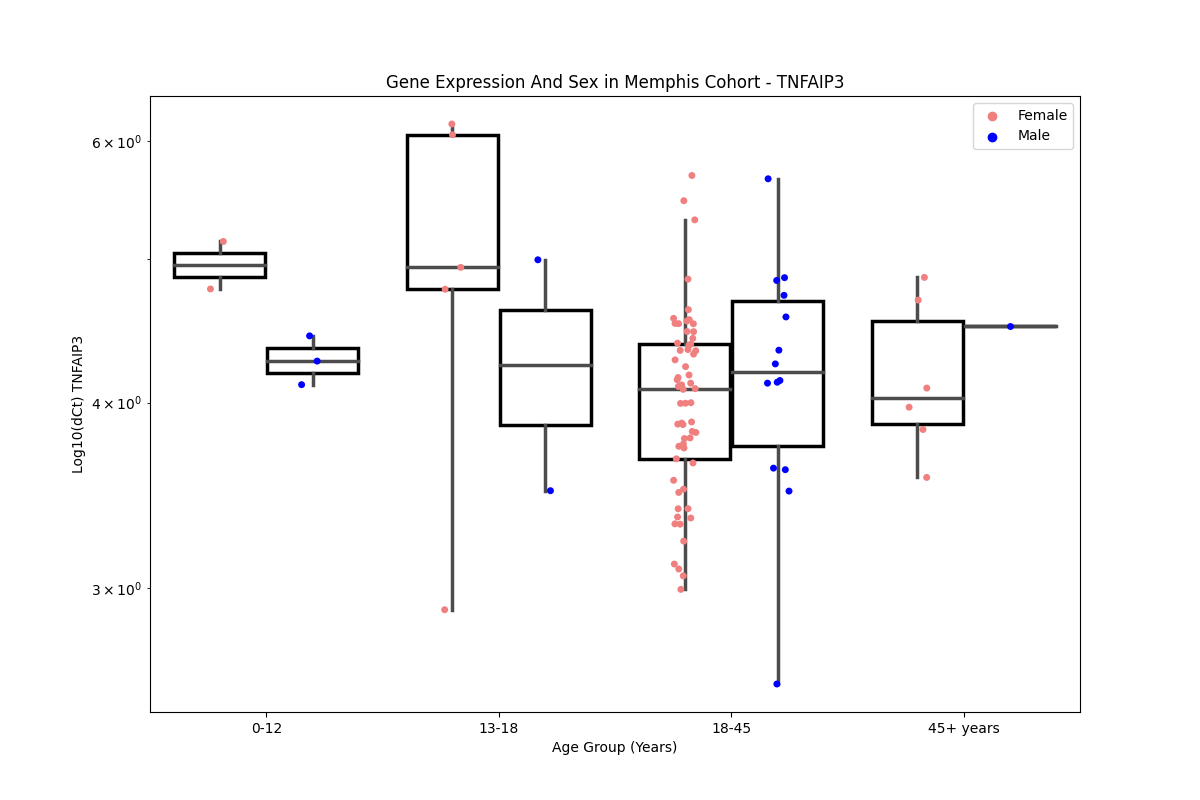 Gene Expression And Sex in Memphis Cohort - TNFAIP3
Female
Male
6 × 10⁰
4 × 10⁰
3 × 10⁰
Log10(dCt) TNFAIP3
0-12
13-18
18-45
45+ years
Age Group (Years)